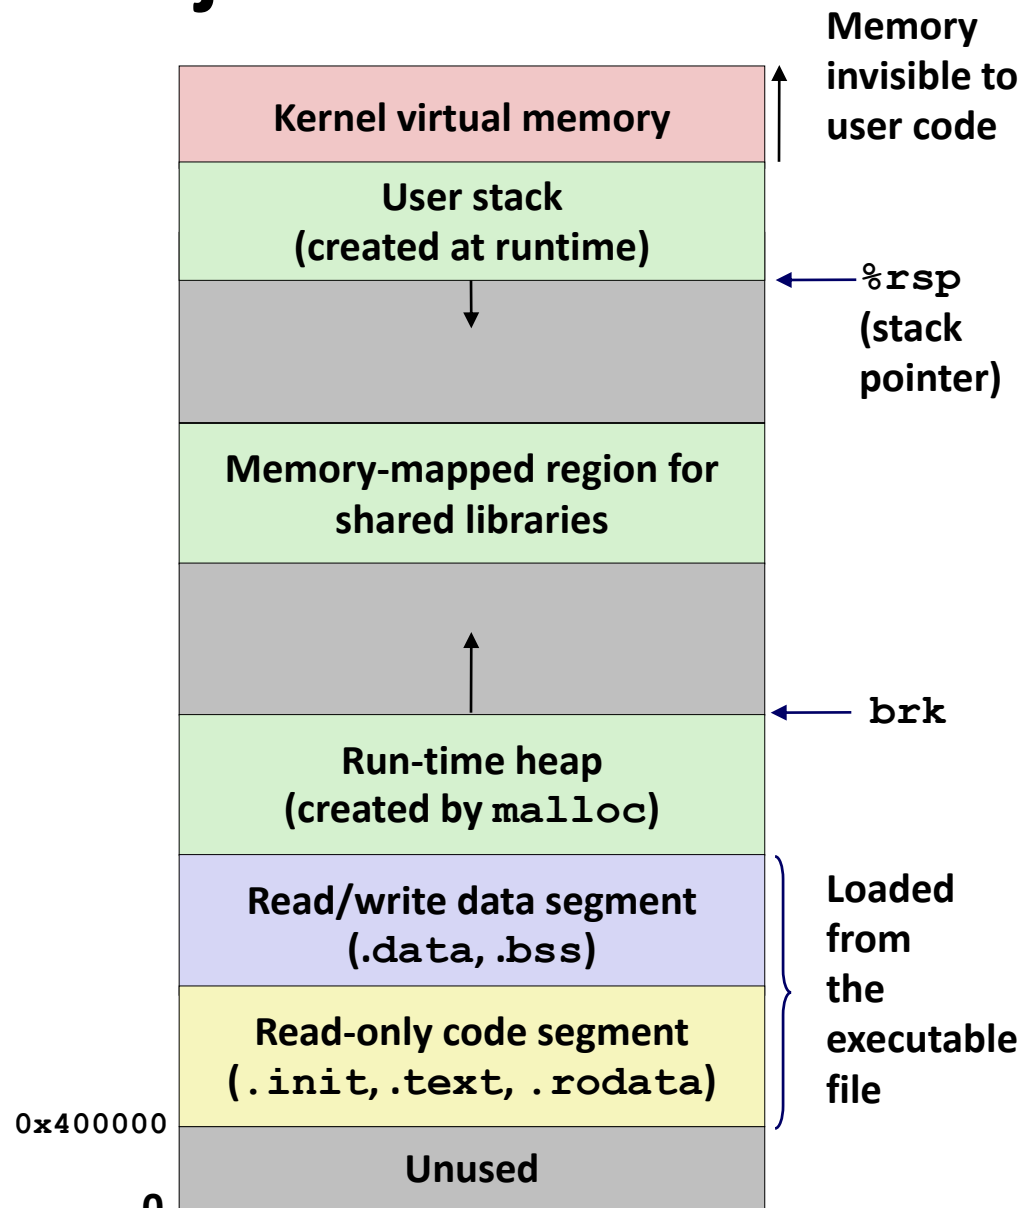 Memory
invisible to
user code
Kernel virtual memory
User stack
(created at runtime)
%rsp
(stack
pointer)
Memory-mapped region for
shared libraries
brk
Run-time heap
(created by malloc)
Read/write data segment
(.data, .bss)
Loaded
from
the
executable
file
Read-only code segment
(.init, .text, .rodata)
0x400000
Unused
0